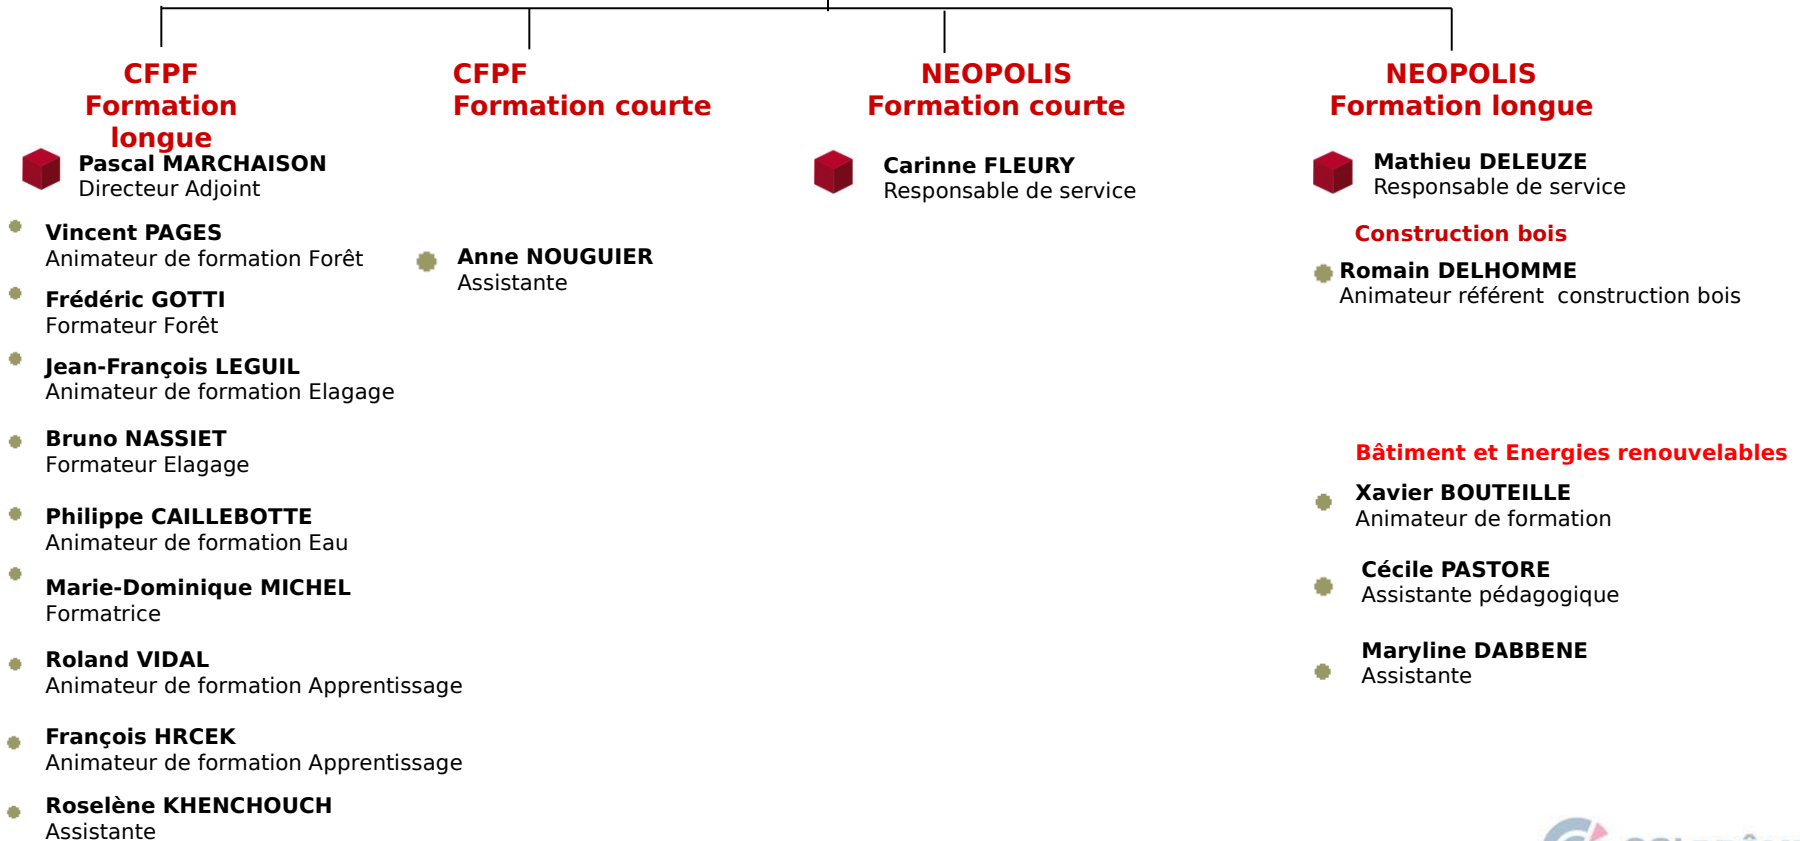 CFPF
Formation
longue
Pascal MARCHAISON
Directeur Adjoint
Vincent PAGES
Animateur de formation Forêt
Frédéric GOTTI
Formateur Forêt
Jean-François LEGUIL
Animateur de formation Elagage
Bruno NASSIET
Formateur Elagage
Philippe CAILLEBOTTE
Animateur de formation Eau
Marie-Dominique MICHEL
Formatrice
Roland VIDAL
Animateur de formation Apprentissage
François HRCEK
Animateur de formation Apprentissage
Roselène KHENCHOUCH
Assistante
CFPF
Formation courte
Anne NOUGUIER
Assistante
NEOPOLIS
Formation courte
Carinne FLEURY
Responsable de service
NEOPOLIS
Formation longue
Mathieu DELEUZE
Responsable de service
Construction bois
Romain DELHOMME
Animateur référent  construction bois
Bâtiment et Energies renouvelables
Xavier BOUTEILLE
Animateur de formation
Cécile PASTORE
Assistante pédagogique
Maryline DABBENE
Assistante